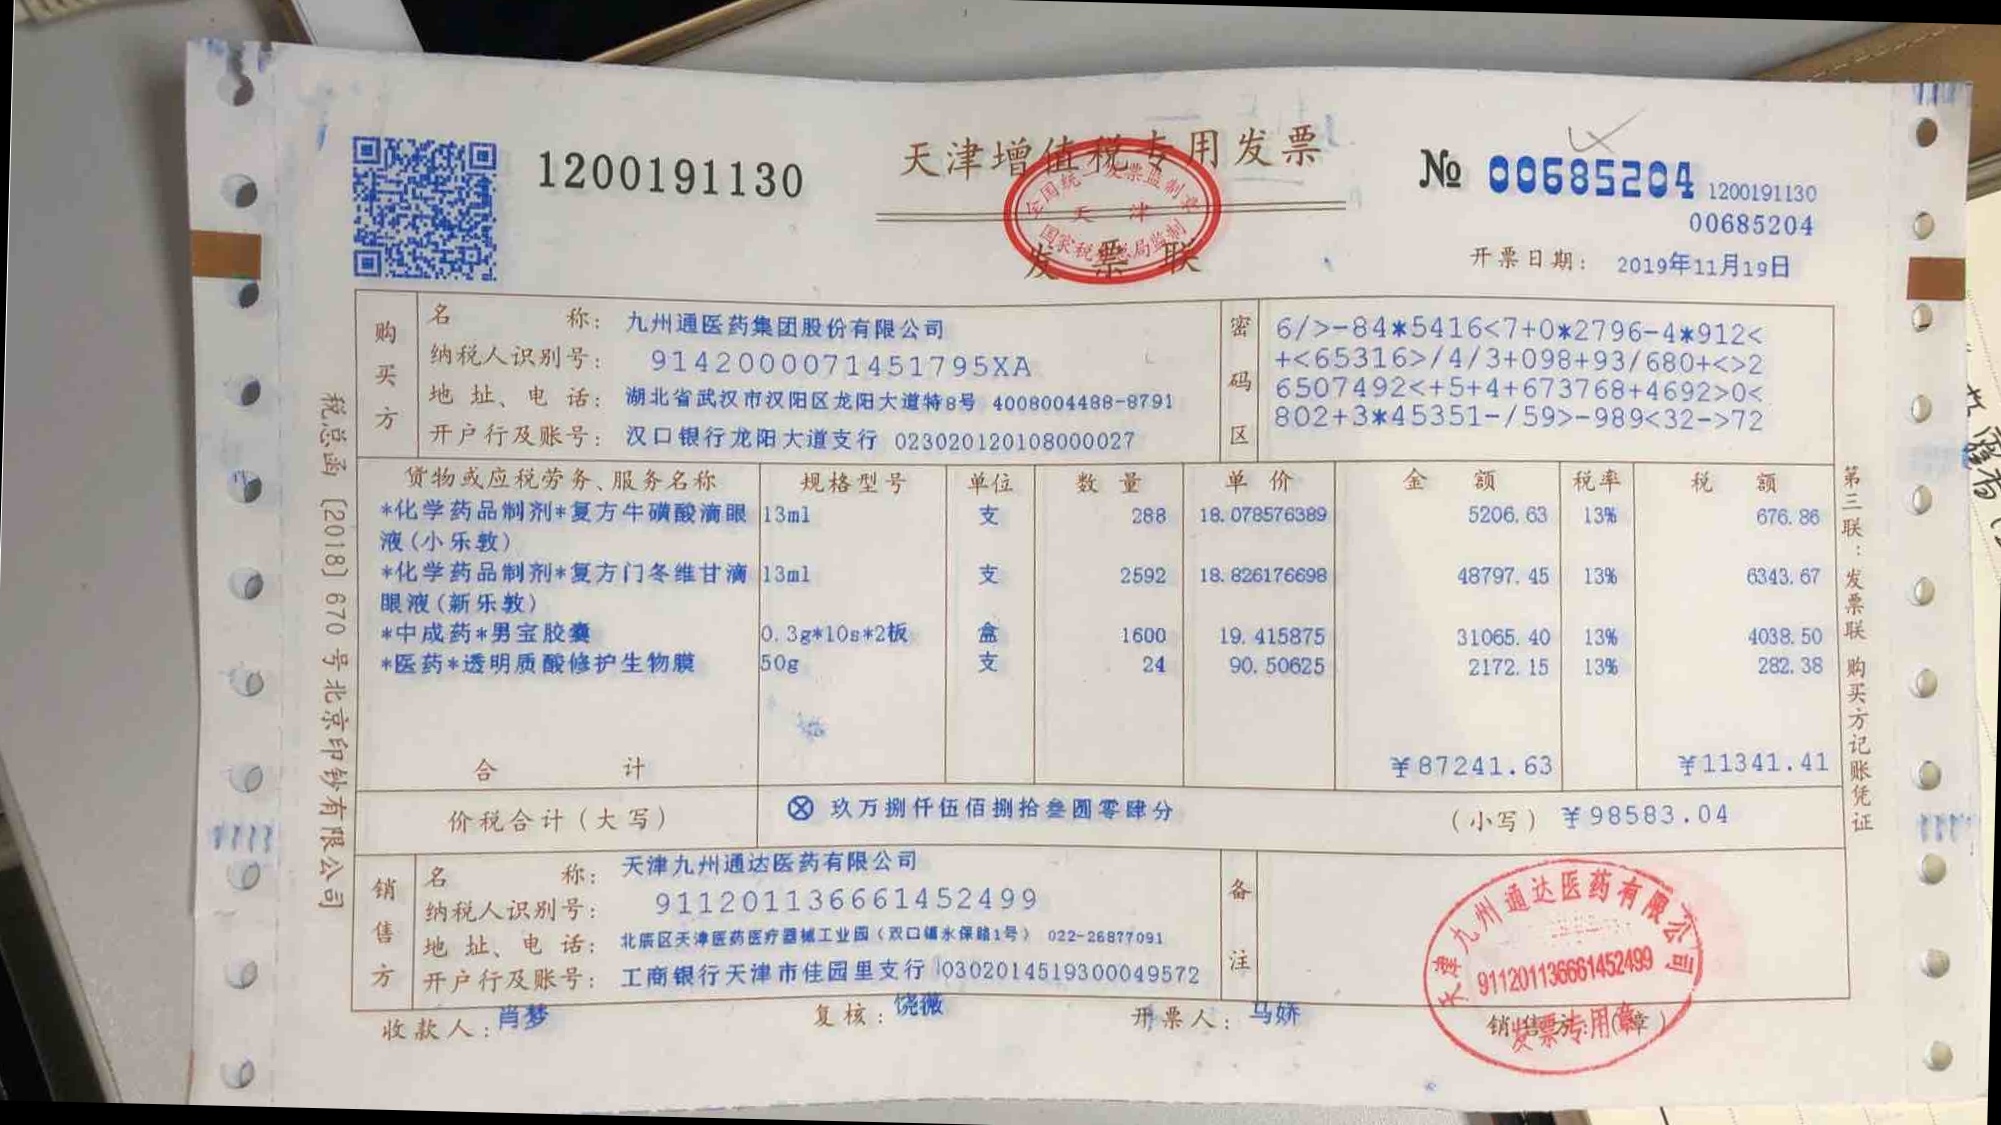 1200191130
天津增值税专用发票
发票联
全国统一发票监制章
天津
国家税务总局监制
№ 00685204 1200191130
00685204
开票日期： 2019年11月19日
税总函〔2018〕670号北京印钞有限公司
购买方
名称： 九州通医药集团股份有限公司
纳税人识别号： 91420000714517​95XA
地址、电话： 湖北省武汉市汉阳区龙阳大道特8号 4008004488-8791
开户行及账号： 汉口银行龙阳大道支行 023020120108000027
密码区
6/>-84*5416<7+0*2796-4*912<
+<65316>/4/3+098+93/680+<>2
6507492<+5+4+673768+4692>0<
802+3*45351-/59>-989<32->72
货物或应税劳务、服务名称 规格型号 单位 数量 单价 金额 税率 税额
*化学药品制剂*复方牛磺酸滴眼 13ml 支 288 18.078576389 5206.63 13% 676.86
液(小乐敦)
*化学药品制剂*复方门冬维甘滴 13ml 支 2592 18.826176698 48797.45 13% 6343.67
眼液(新乐敦)
*中成药*男宝胶囊 0.3g*10s*2板 盒 1600 19.415875 31065.40 13% 4038.50
*医药*透明质酸修护生物膜 50g 支 24 90.50625 2172.15 13% 282.38
合计 ￥87241.63 ￥11341.41
价税合计(大写) ⊗ 玖万捌仟伍佰捌拾叁圆零肆分 (小写) ￥98583.04
第三联：发票联 购买方记账凭证
销售方
名称： 天津九州通达医药有限公司
纳税人识别号： 911201136661452499
地址、电话： 北辰区天津医药医疗器械工业园(双口镇永保路1号) 022-26877091
开户行及账号： 工商银行天津市佳园里支行 0302014519300049572
备注
收款人： 肖梦 复核： 饶薇 开票人： 马娇 销售方：(章)
天津九州通达医药有限公司
911201136661452499
发票专用章